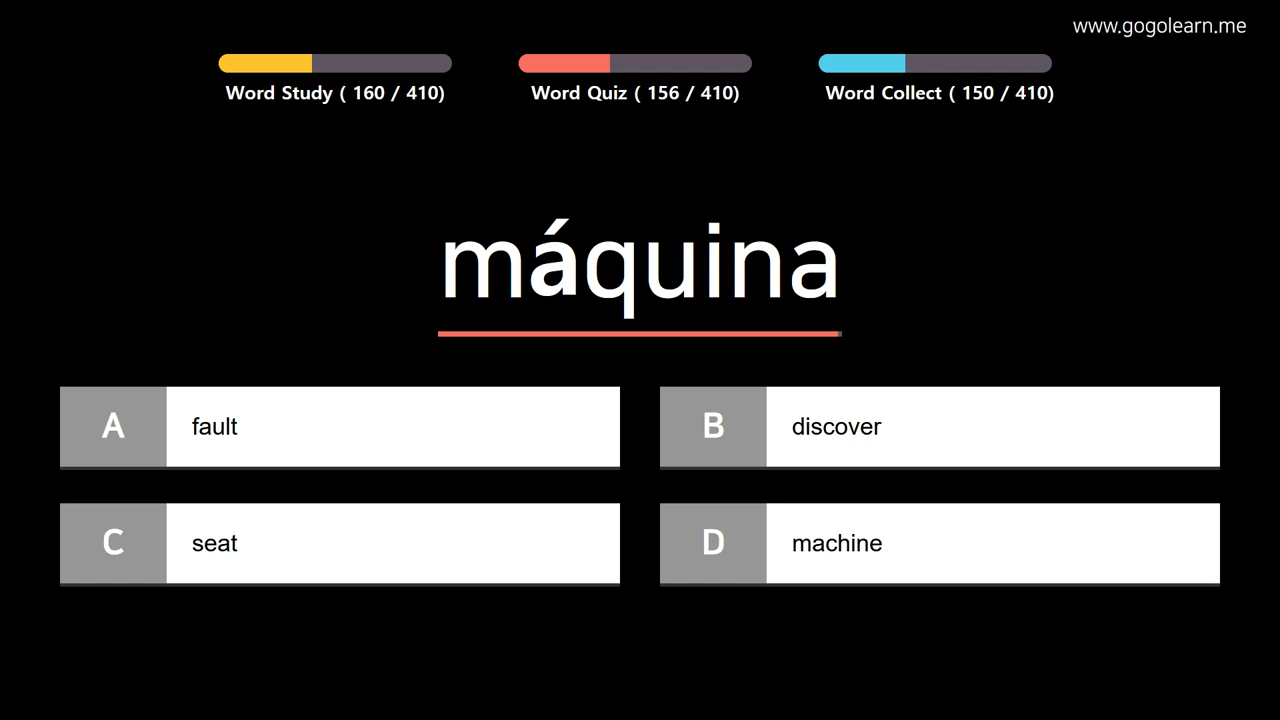 www.gogolearn.me
Word Study ( 160 / 410) Word Quiz ( 156 / 410) Word Collect ( 150 / 410)
máquina
A fault B discover
C seat D machine